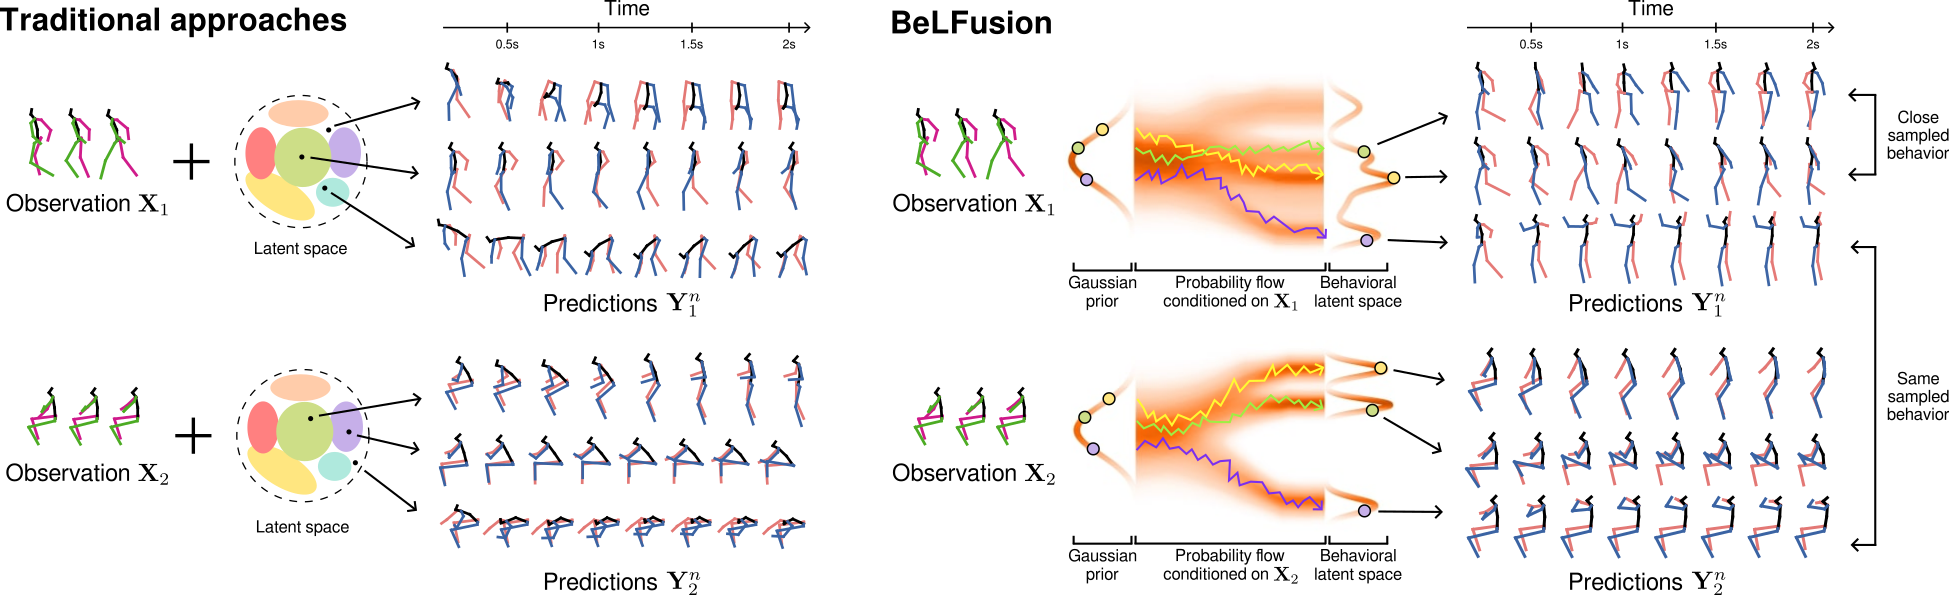 Traditional approaches
Time
0.5s 1s 1.5s 2s
Observation X₁
+
Latent space
Predictions Y₁ⁿ
Observation X₂
+
Latent space
Predictions Y₂ⁿ
BeLFusion
Time
0.5s 1s 1.5s 2s
Observation X₁
Gaussian
prior
Probability flow
conditioned on X₁
Behavioral
latent space
Predictions Y₁ⁿ
Close
sampled
behavior
Observation X₂
Gaussian
prior
Probability flow
conditioned on X₂
Behavioral
latent space
Predictions Y₂ⁿ
Same
sampled
behavior